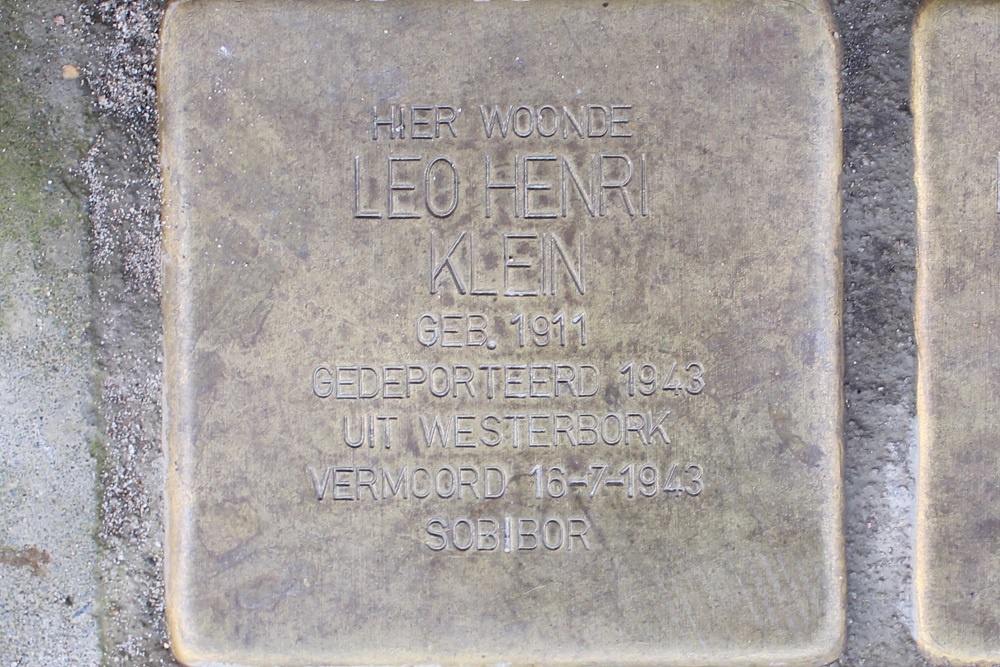 HIER WOONDE
LEO HENRI
KLEIN
GEB. 1911
GEDEPORTEERD 1943
UIT WESTERBORK
VERMOORD 16-7-1943
SOBIBOR